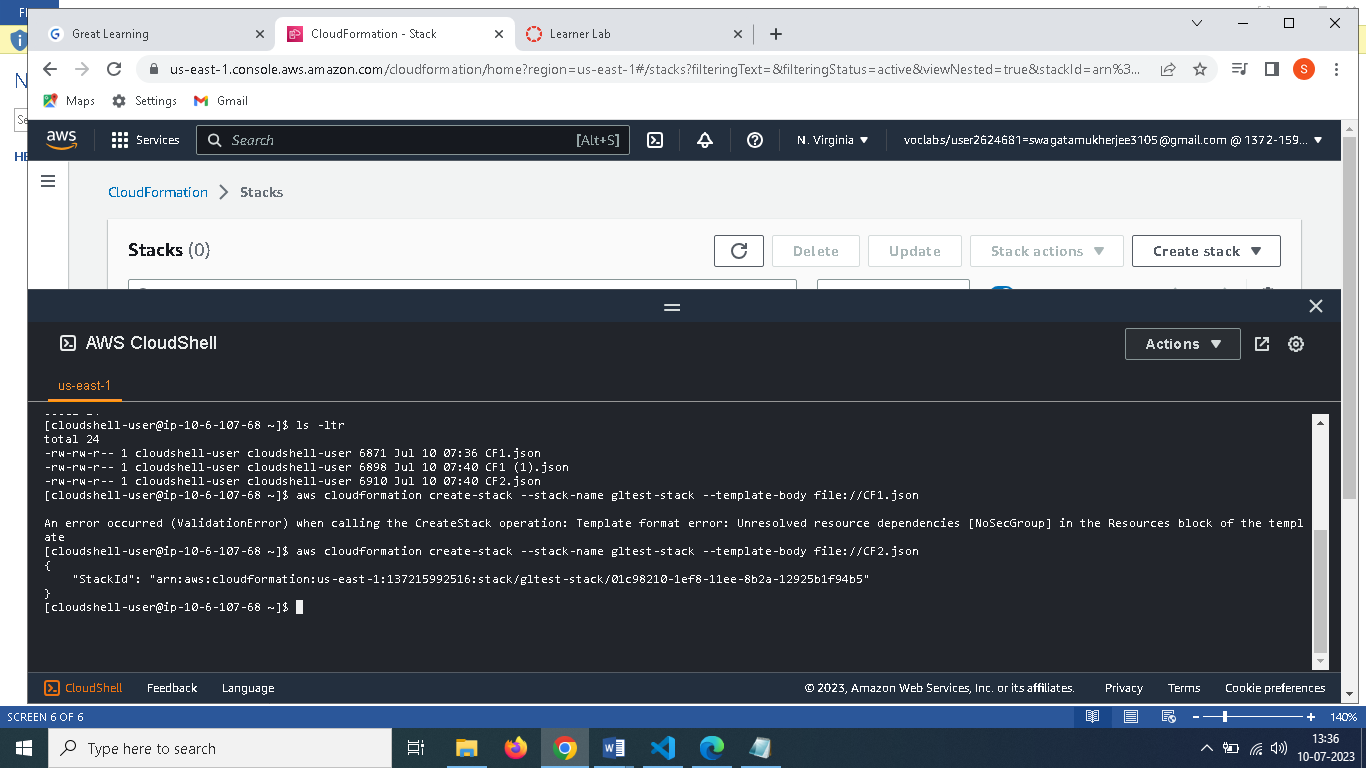 FI
Great Learning
CloudFormation - Stack
Learner Lab
us-east-1.console.aws.amazon.com/cloudformation/home?region=us-east-1#/stacks?filteringText=&filteringStatus=active&viewNested=true&stackId=arn%3...
S
Maps
Settings
Gmail
N
Se
HE
aws
Services
Search
[Alt+S]
N. Virginia
voclabs/user2624681=swagatamukherjee3105@gmail.com @ 1372-159...
CloudFormation
Stacks
Stacks (0)
Delete
Update
Stack actions
Create stack
AWS CloudShell
Actions
us-east-1
[cloudshell-user@ip-10-6-107-68 ~]$ ls -ltr
total 24
-rw-rw-r-- 1 cloudshell-user cloudshell-user 6871 Jul 10 07:36 CF1.json
-rw-rw-r-- 1 cloudshell-user cloudshell-user 6898 Jul 10 07:40 CF1 (1).json
-rw-rw-r-- 1 cloudshell-user cloudshell-user 6910 Jul 10 07:40 CF2.json
[cloudshell-user@ip-10-6-107-68 ~]$ aws cloudformation create-stack --stack-name gltest-stack --template-body file://CF1.json
An error occurred (ValidationError) when calling the CreateStack operation: Template format error: Unresolved resource dependencies [NoSecGroup] in the Resources block of the templ
ate
[cloudshell-user@ip-10-6-107-68 ~]$ aws cloudformation create-stack --stack-name gltest-stack --template-body file://CF2.json
{
"StackId": "arn:aws:cloudformation:us-east-1:137215992516:stack/gltest-stack/01c98210-1ef8-11ee-8b2a-12925b1f94b5"
}
[cloudshell-user@ip-10-6-107-68 ~]$
CloudShell
Feedback
Language
© 2023, Amazon Web Services, Inc. or its affiliates.
Privacy
Terms
Cookie preferences
SCREEN 6 OF 6
140%
Type here to search
13:36
10-07-2023